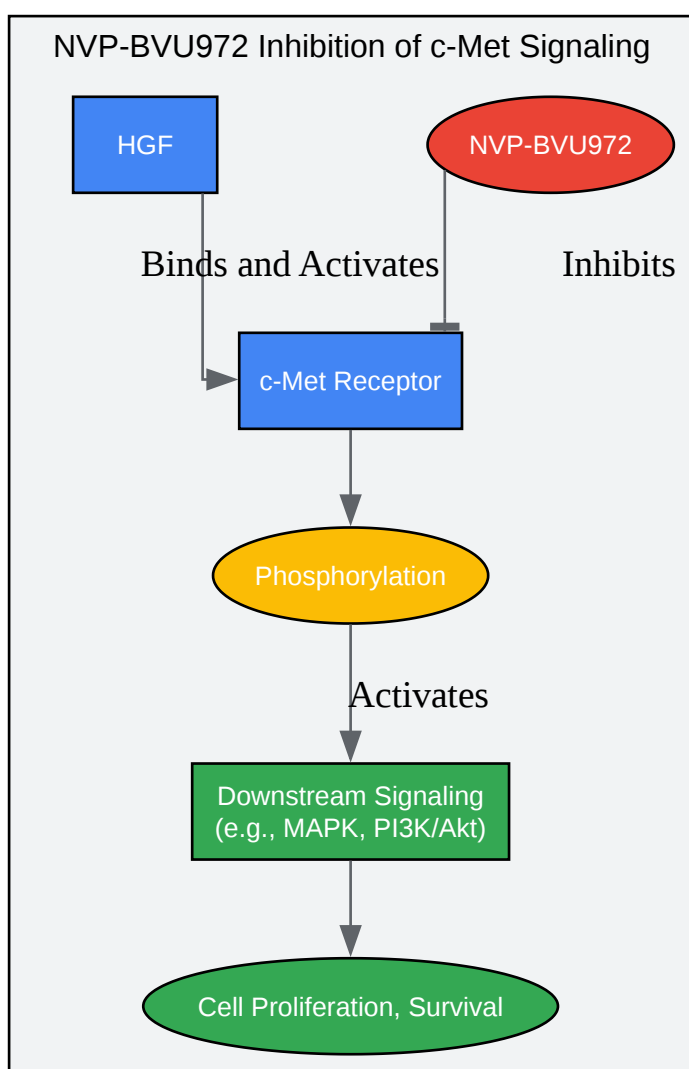 NVP-BVU972 Inhibition of c-Met Signaling
HGF
NVP-BVU972
Binds and Activates
Inhibits
c-Met Receptor
Phosphorylation
Activates
Downstream Signaling
(e.g., MAPK, PI3K/Akt)
Cell Proliferation, Survival